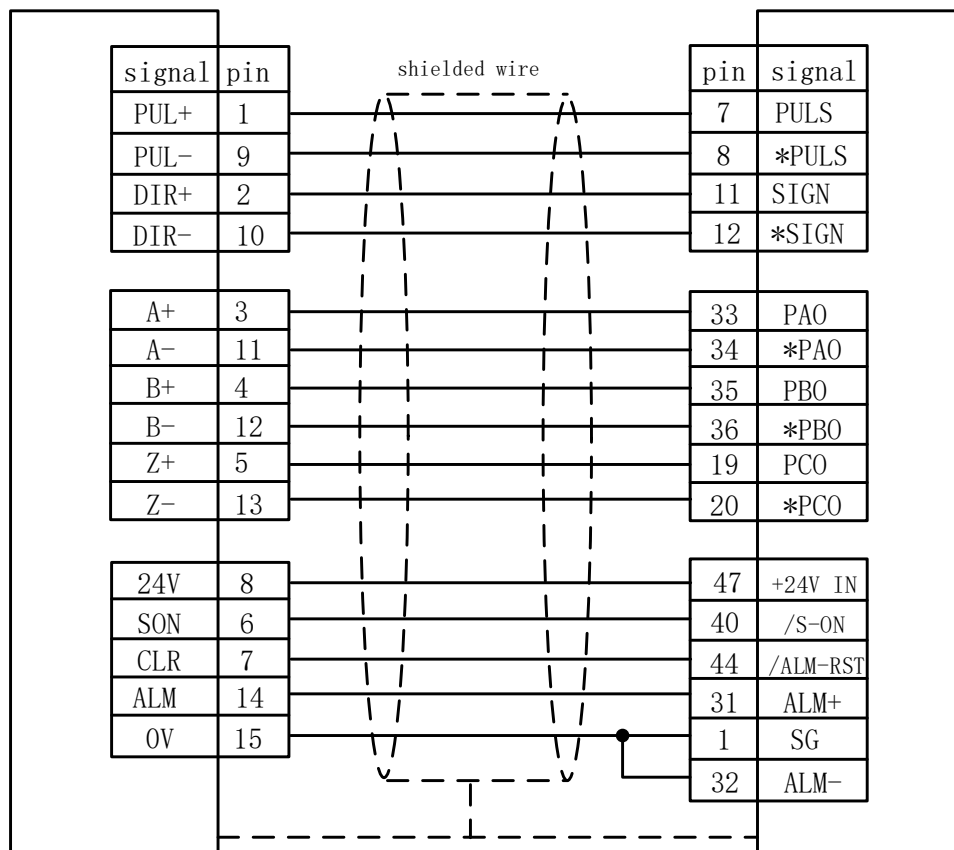 shielded wire
signal pin pin signal
PUL+ 1 7 PULS
PUL- 9 8 *PULS
DIR+ 2 11 SIGN
DIR- 10 12 *SIGN
A+ 3 33 PAO
A- 11 34 *PAO
B+ 4 35 PBO
B- 12 36 *PBO
Z+ 5 19 PCO
Z- 13 20 *PCO
24V 8 47 +24V IN
SON 6 40 /S-ON
CLR 7 44 /ALM-RST
ALM 14 31 ALM+
0V 15 1 SG
32 ALM-